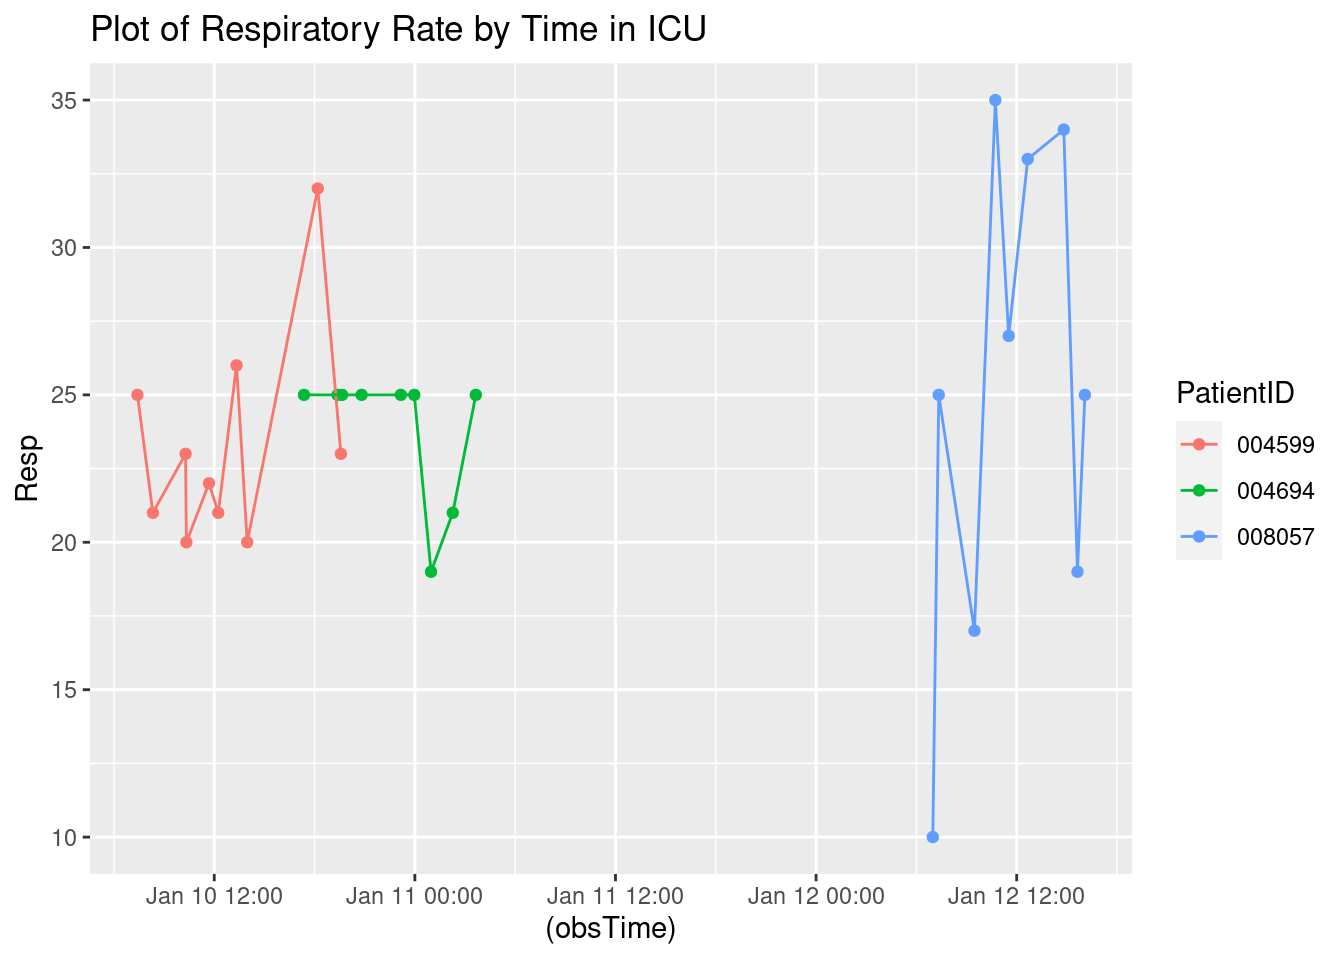 Plot of Respiratory Rate by Time in ICU
35
30
25
20
15
10
Resp
Jan 10 12:00
Jan 11 00:00
Jan 11 12:00
Jan 12 00:00
Jan 12 12:00
(obsTime)
PatientID
004599
004694
008057